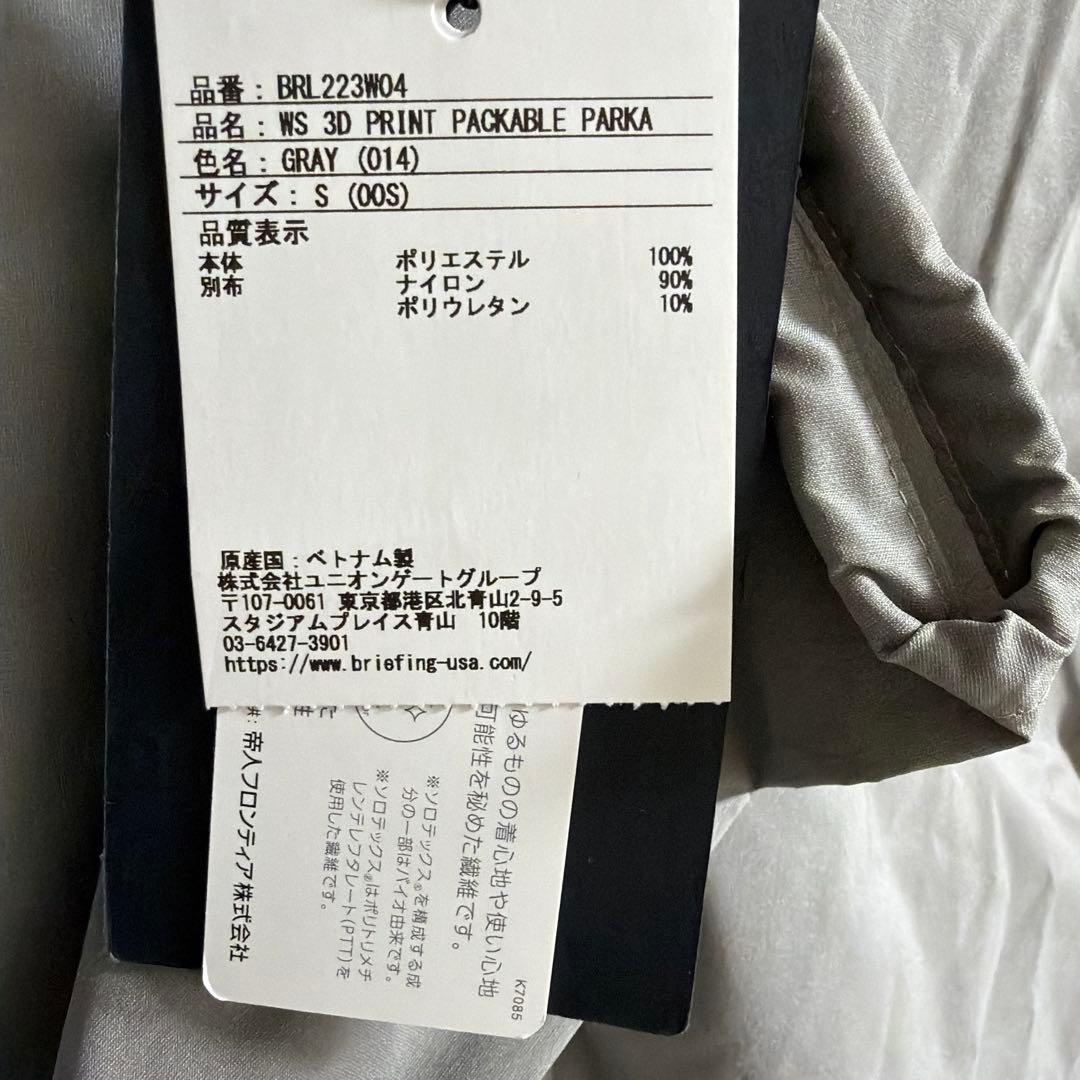 品番：BRL223W04
品名：WS 3D PRINT PACKABLE PARKA
色名：GRAY (014)
サイズ：S (00S)
品質表示
本体 ポリエステル 100%
別布 ナイロン 90%
ポリウレタン 10%
原産国：ベトナム製
株式会社ユニオンゲートグループ
〒107-0061 東京都港区北青山2-9-5
スタジアムプレイス青山 10階
03-6427-3901
https://www.briefing-usa.com/
ゆるものの着心地や使い心地
可能性を秘めた繊維です。
※ソロテックス®を構成する成
分の一部はバイオ由来です。
※ソロテックス®はポリトリメチ
レンテレフタレート(PTT)を
使用した繊維です。
帝人フロンティア株式会社
K7085